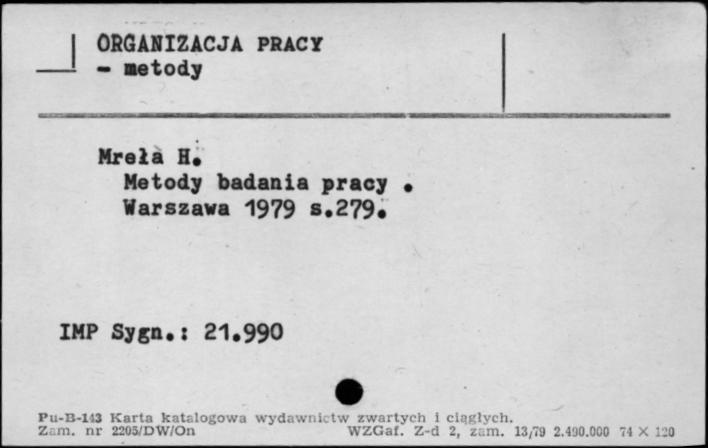 ORGANIZACJA PRACY
- metody
Mreła H.
Metody badania pracy .
Warszawa 1979 s.279.
IMP Sygn.: 21.990
Pu-B-143 Karta katalogowa wydawnictw zwartych i ciągłych.
Zam. nr 2205/DW/On WZGaf. Z-d 2, zam. 13/79 2.490.000 74 X 120